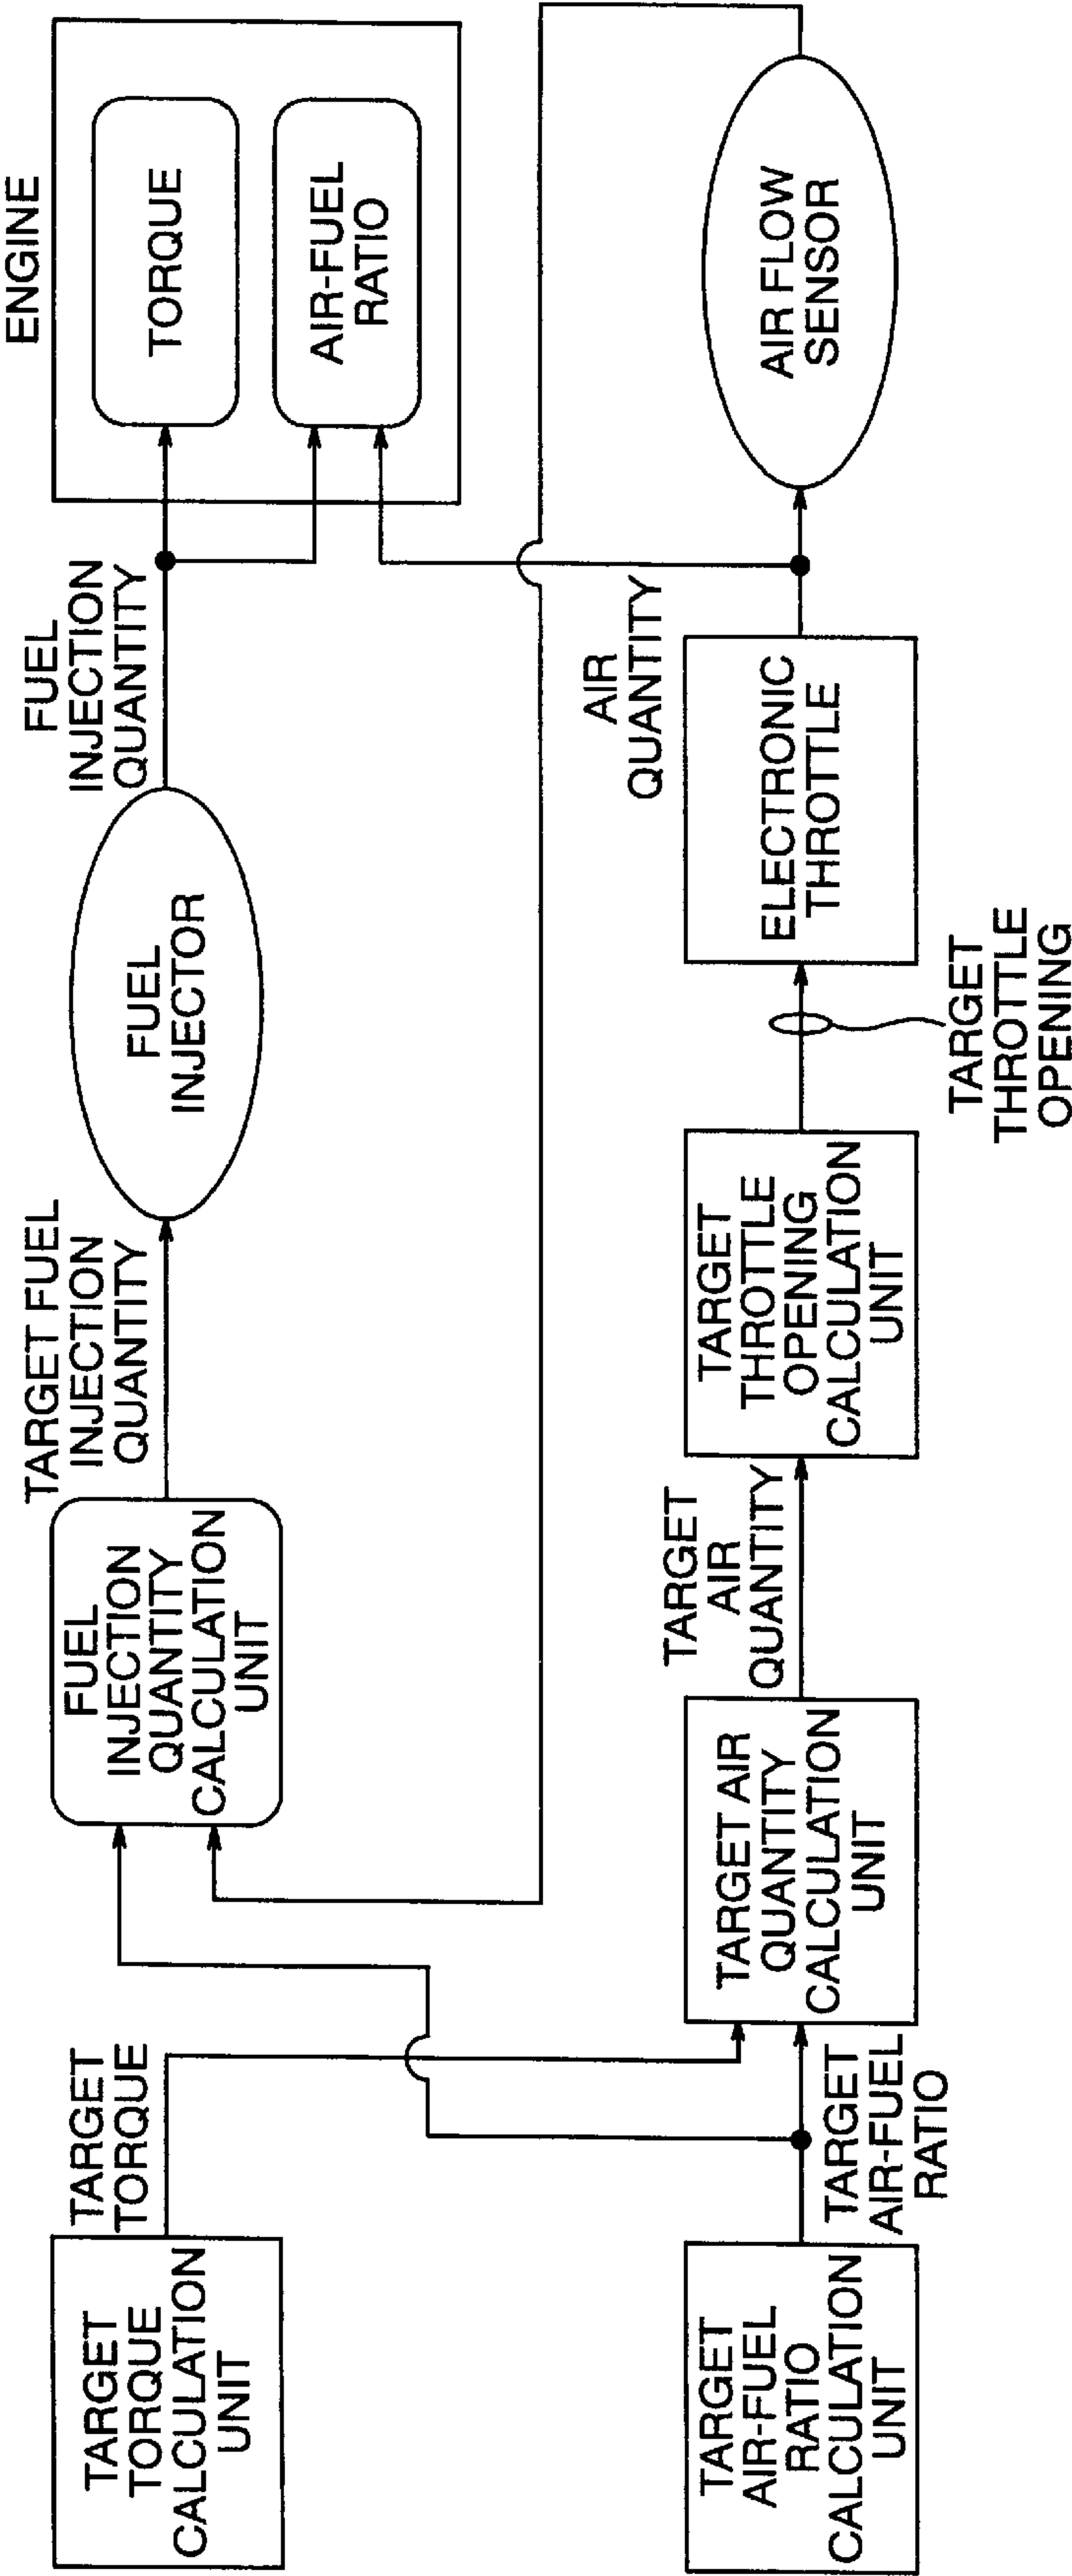 TARGET
TORQUE
CALCULATION
UNIT
TARGET
TORQUE
FUEL
INJECTION
QUANTITY
CALCULATION
UNIT
TARGET FUEL
INJECTION
QUANTITY
FUEL
INJECTOR
FUEL
INJECTION
QUANTITY
ENGINE
TORQUE
AIR-FUEL
RATIO
TARGET
AIR-FUEL
RATIO
CALCULATION
UNIT
TARGET
AIR-FUEL
RATIO
TARGET AIR
QUANTITY
CALCULATION
UNIT
TARGET
AIR
QUANTITY
TARGET
THROTTLE
OPENING
CALCULATION
UNIT
TARGET
THROTTLE
OPENING
ELECTRONIC
THROTTLE
AIR
QUANTITY
AIR FLOW
SENSOR